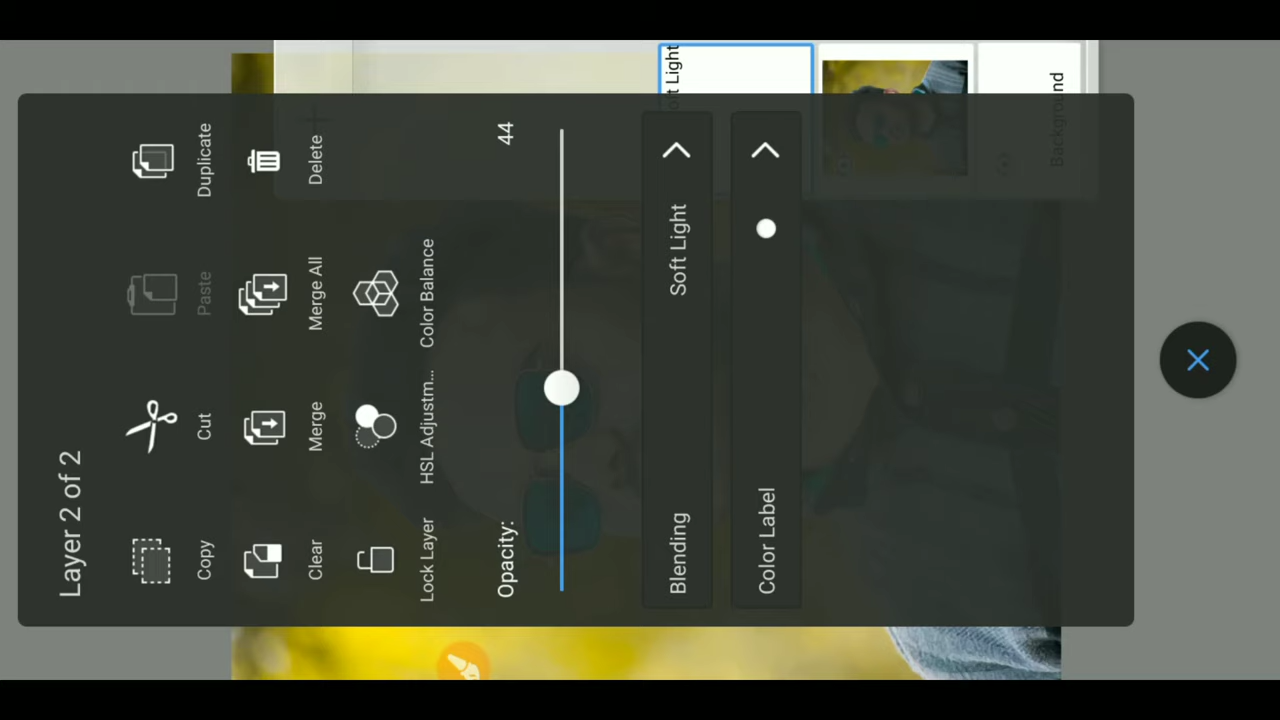 Layer 2 of 2
Copy
Cut
Paste
Duplicate
Clear
Merge
Merge All
Delete
Lock Layer
HSL Adjustm...
Color Balance
Opacity:
44
Blending
Soft Light
Color Label
Light
Background